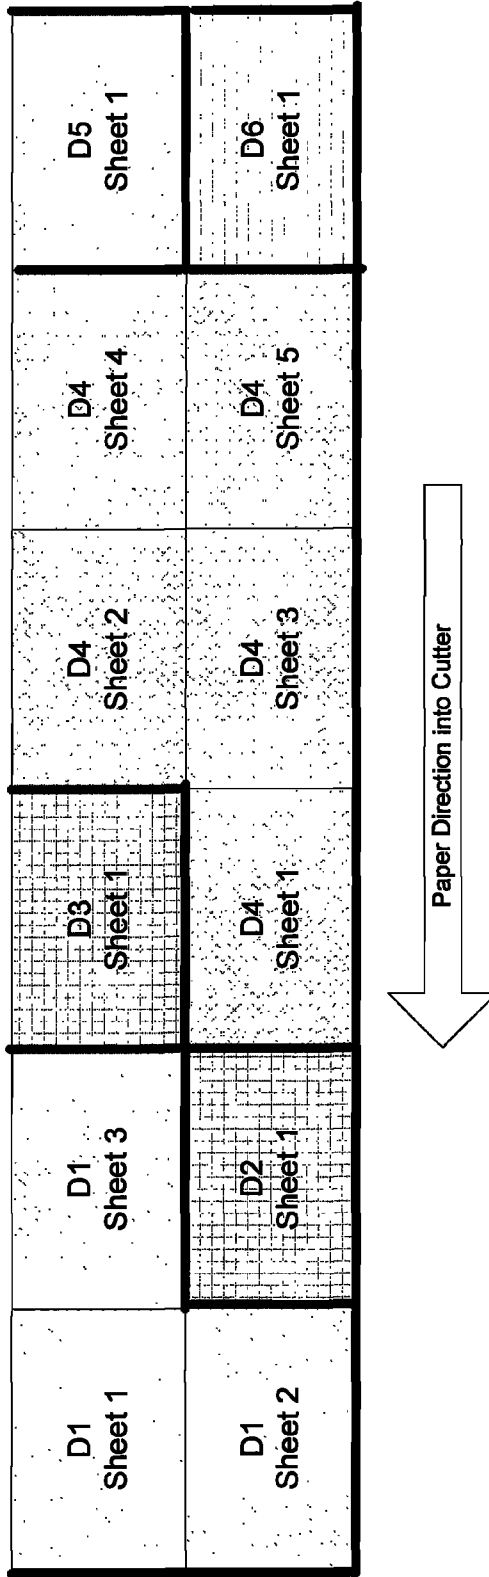 D1
Sheet 1
D1
Sheet 3
D3
Sheet 1
D4
Sheet 2
D4
Sheet 4
D5
Sheet 1
D1
Sheet 2
D2
Sheet 1
D4
Sheet 1
D4
Sheet 3
D4
Sheet 5
D6
Sheet 1
Paper Direction into Cutter